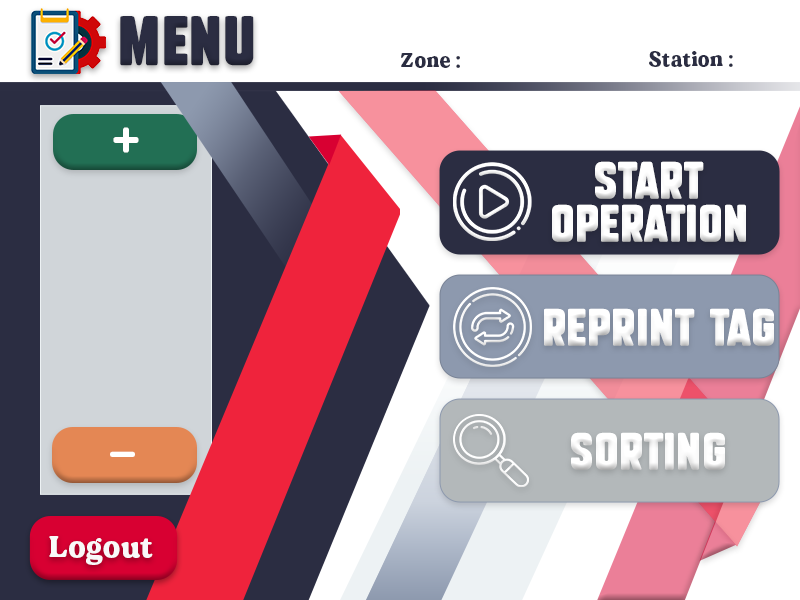 MENU
Zone :
Station :
+
START
OPERATION
REPRINT TAG
SORTING
−
Logout